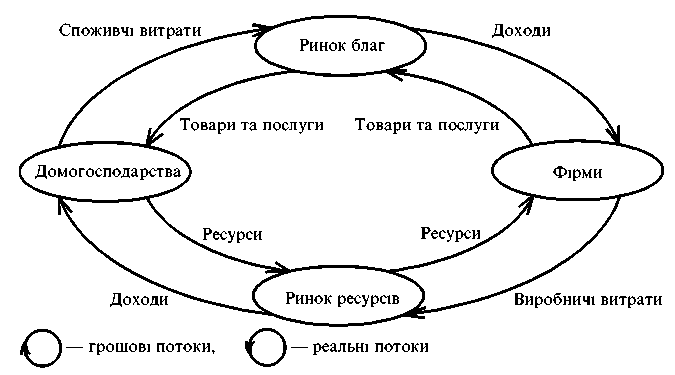 Споживчі витрати
Ринок благ
Доходи
Товари та послуги
Товари та послуги
Домогосподарства
Фірми
Ресурси
Ресурси
Доходи
Ринок ресурсів
Виробничі витрати
— грошові потоки,
— реальні потоки